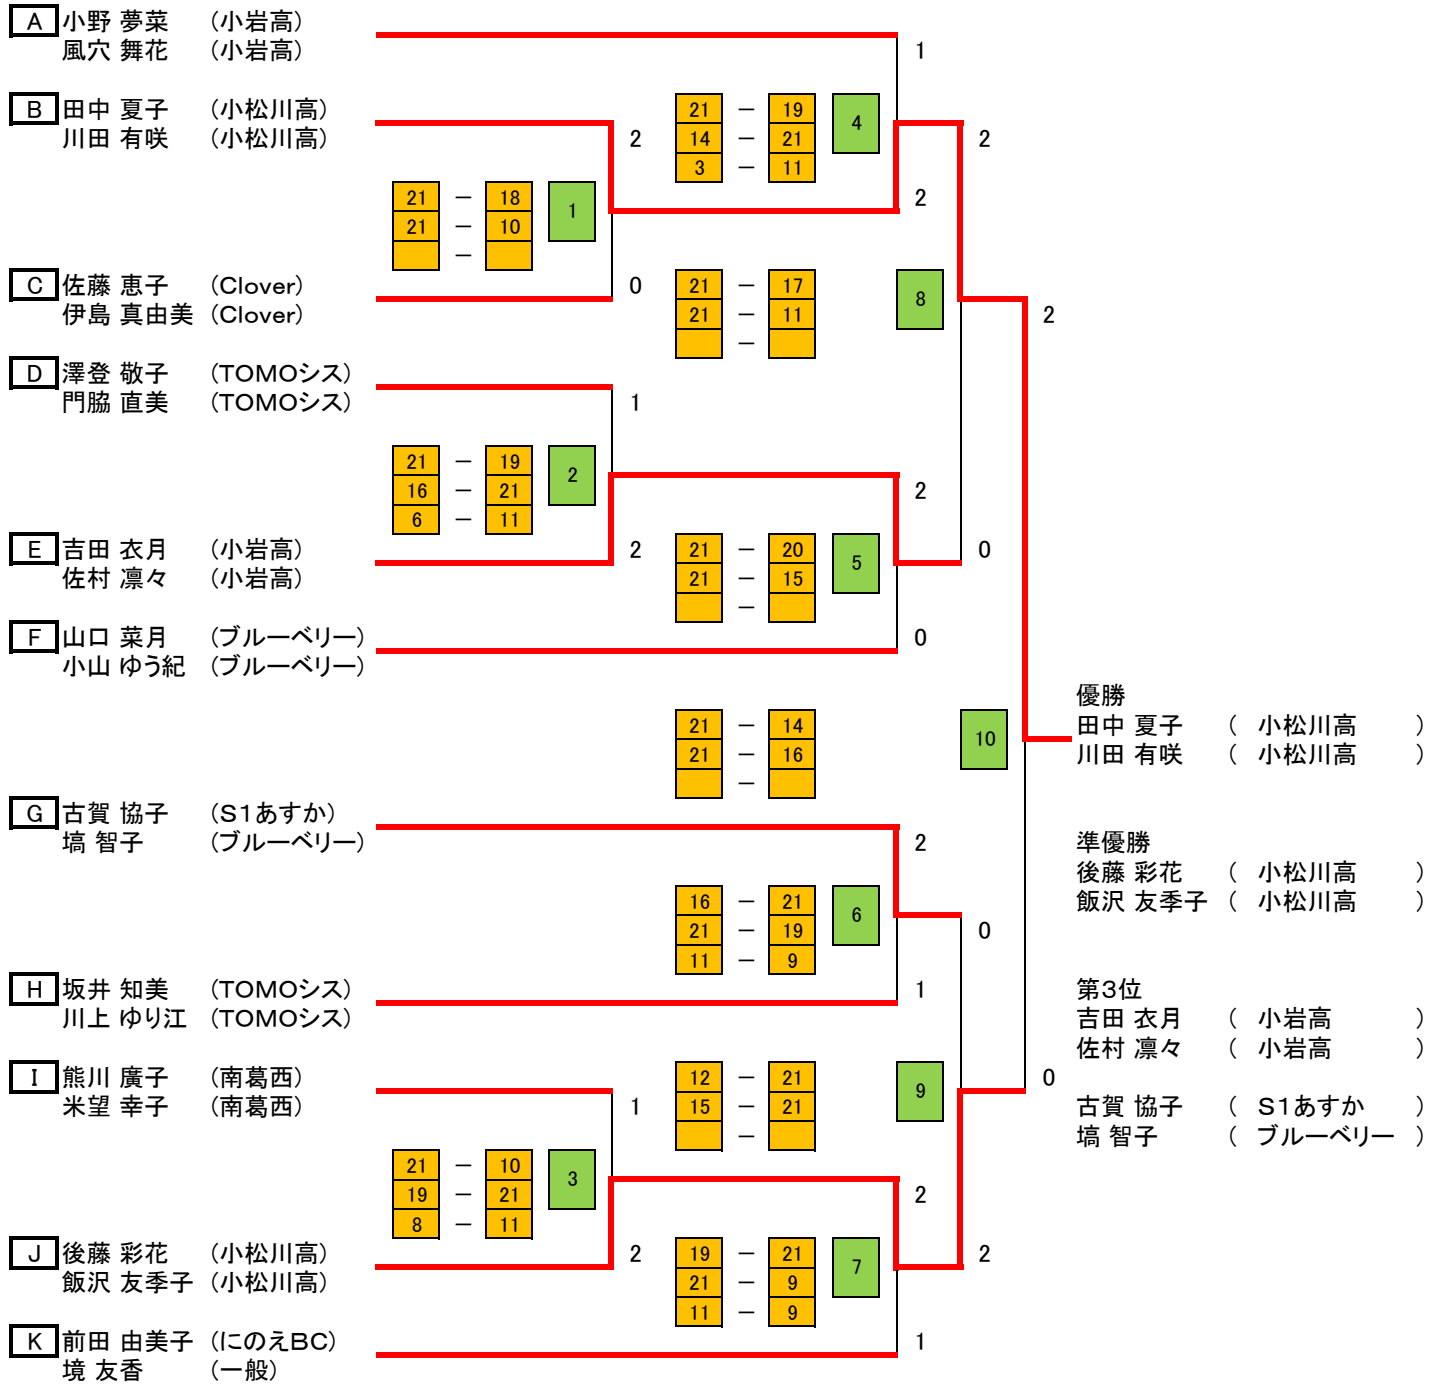 A 小野 夢菜 (小岩高)
風穴 舞花 (小岩高)
1
B 田中 夏子 (小松川高)
川田 有咲 (小松川高)
2
21 － 19
14 － 21
3 － 11
4
2
21 － 18
21 － 10
－
1
2
C 佐藤 恵子 (Clover)
伊島 真由美 (Clover)
0
21 － 17
21 － 11
－
8
2
D 澤登 敬子 (TOMOシス)
門脇 直美 (TOMOシス)
1
21 － 19
16 － 21
6 － 11
2
2
E 吉田 衣月 (小岩高)
佐村 凛々 (小岩高)
2
21 － 20
21 － 15
－
5
0
F 山口 菜月 (ブルーベリー)
小山 ゆう紀 (ブルーベリー)
0
21 － 14
21 － 16
－
10
優勝
田中 夏子 ( 小松川高 )
川田 有咲 ( 小松川高 )
G 古賀 協子 (S1あすか)
塙 智子 (ブルーベリー)
2
準優勝
後藤 彩花 ( 小松川高 )
飯沢 友季子 ( 小松川高 )
16 － 21
21 － 19
11 － 9
6
0
H 坂井 知美 (TOMOシス)
川上 ゆり江 (TOMOシス)
1
第3位
吉田 衣月 ( 小岩高 )
佐村 凛々 ( 小岩高 )
古賀 協子 ( S1あすか )
塙 智子 ( ブルーベリー )
I 熊川 廣子 (南葛西)
米望 幸子 (南葛西)
1
12 － 21
15 － 21
－
9
0
21 － 10
19 － 21
8 － 11
3
2
J 後藤 彩花 (小松川高)
飯沢 友季子 (小松川高)
2
19 － 21
21 － 9
11 － 9
7
2
K 前田 由美子 (にのえBC)
境 友香 (一般)
1